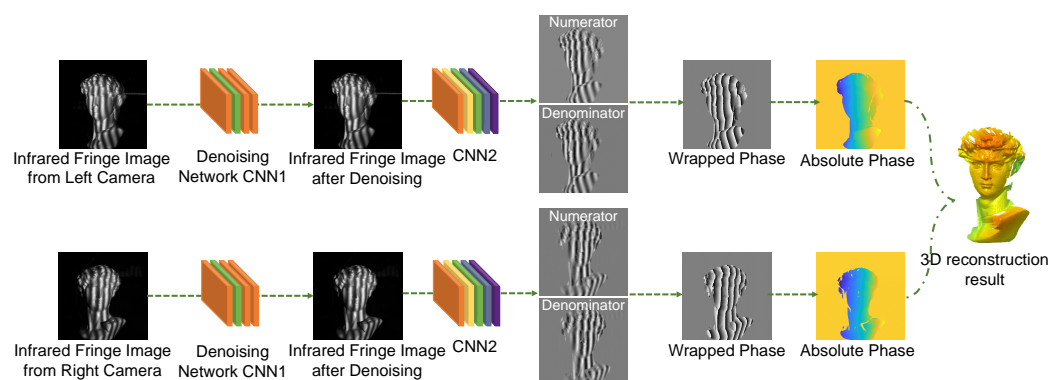 Numerator
Denominator
Infrared Fringe Image
from Left Camera
Denoising
Network CNN1
Infrared Fringe Image
after Denoising
CNN2
Wrapped Phase
Absolute Phase
3D reconstruction
result
Numerator
Denominator
Infrared Fringe Image
from Right Camera
Denoising
Network CNN1
Infrared Fringe Image
after Denoising
CNN2
Wrapped Phase
Absolute Phase